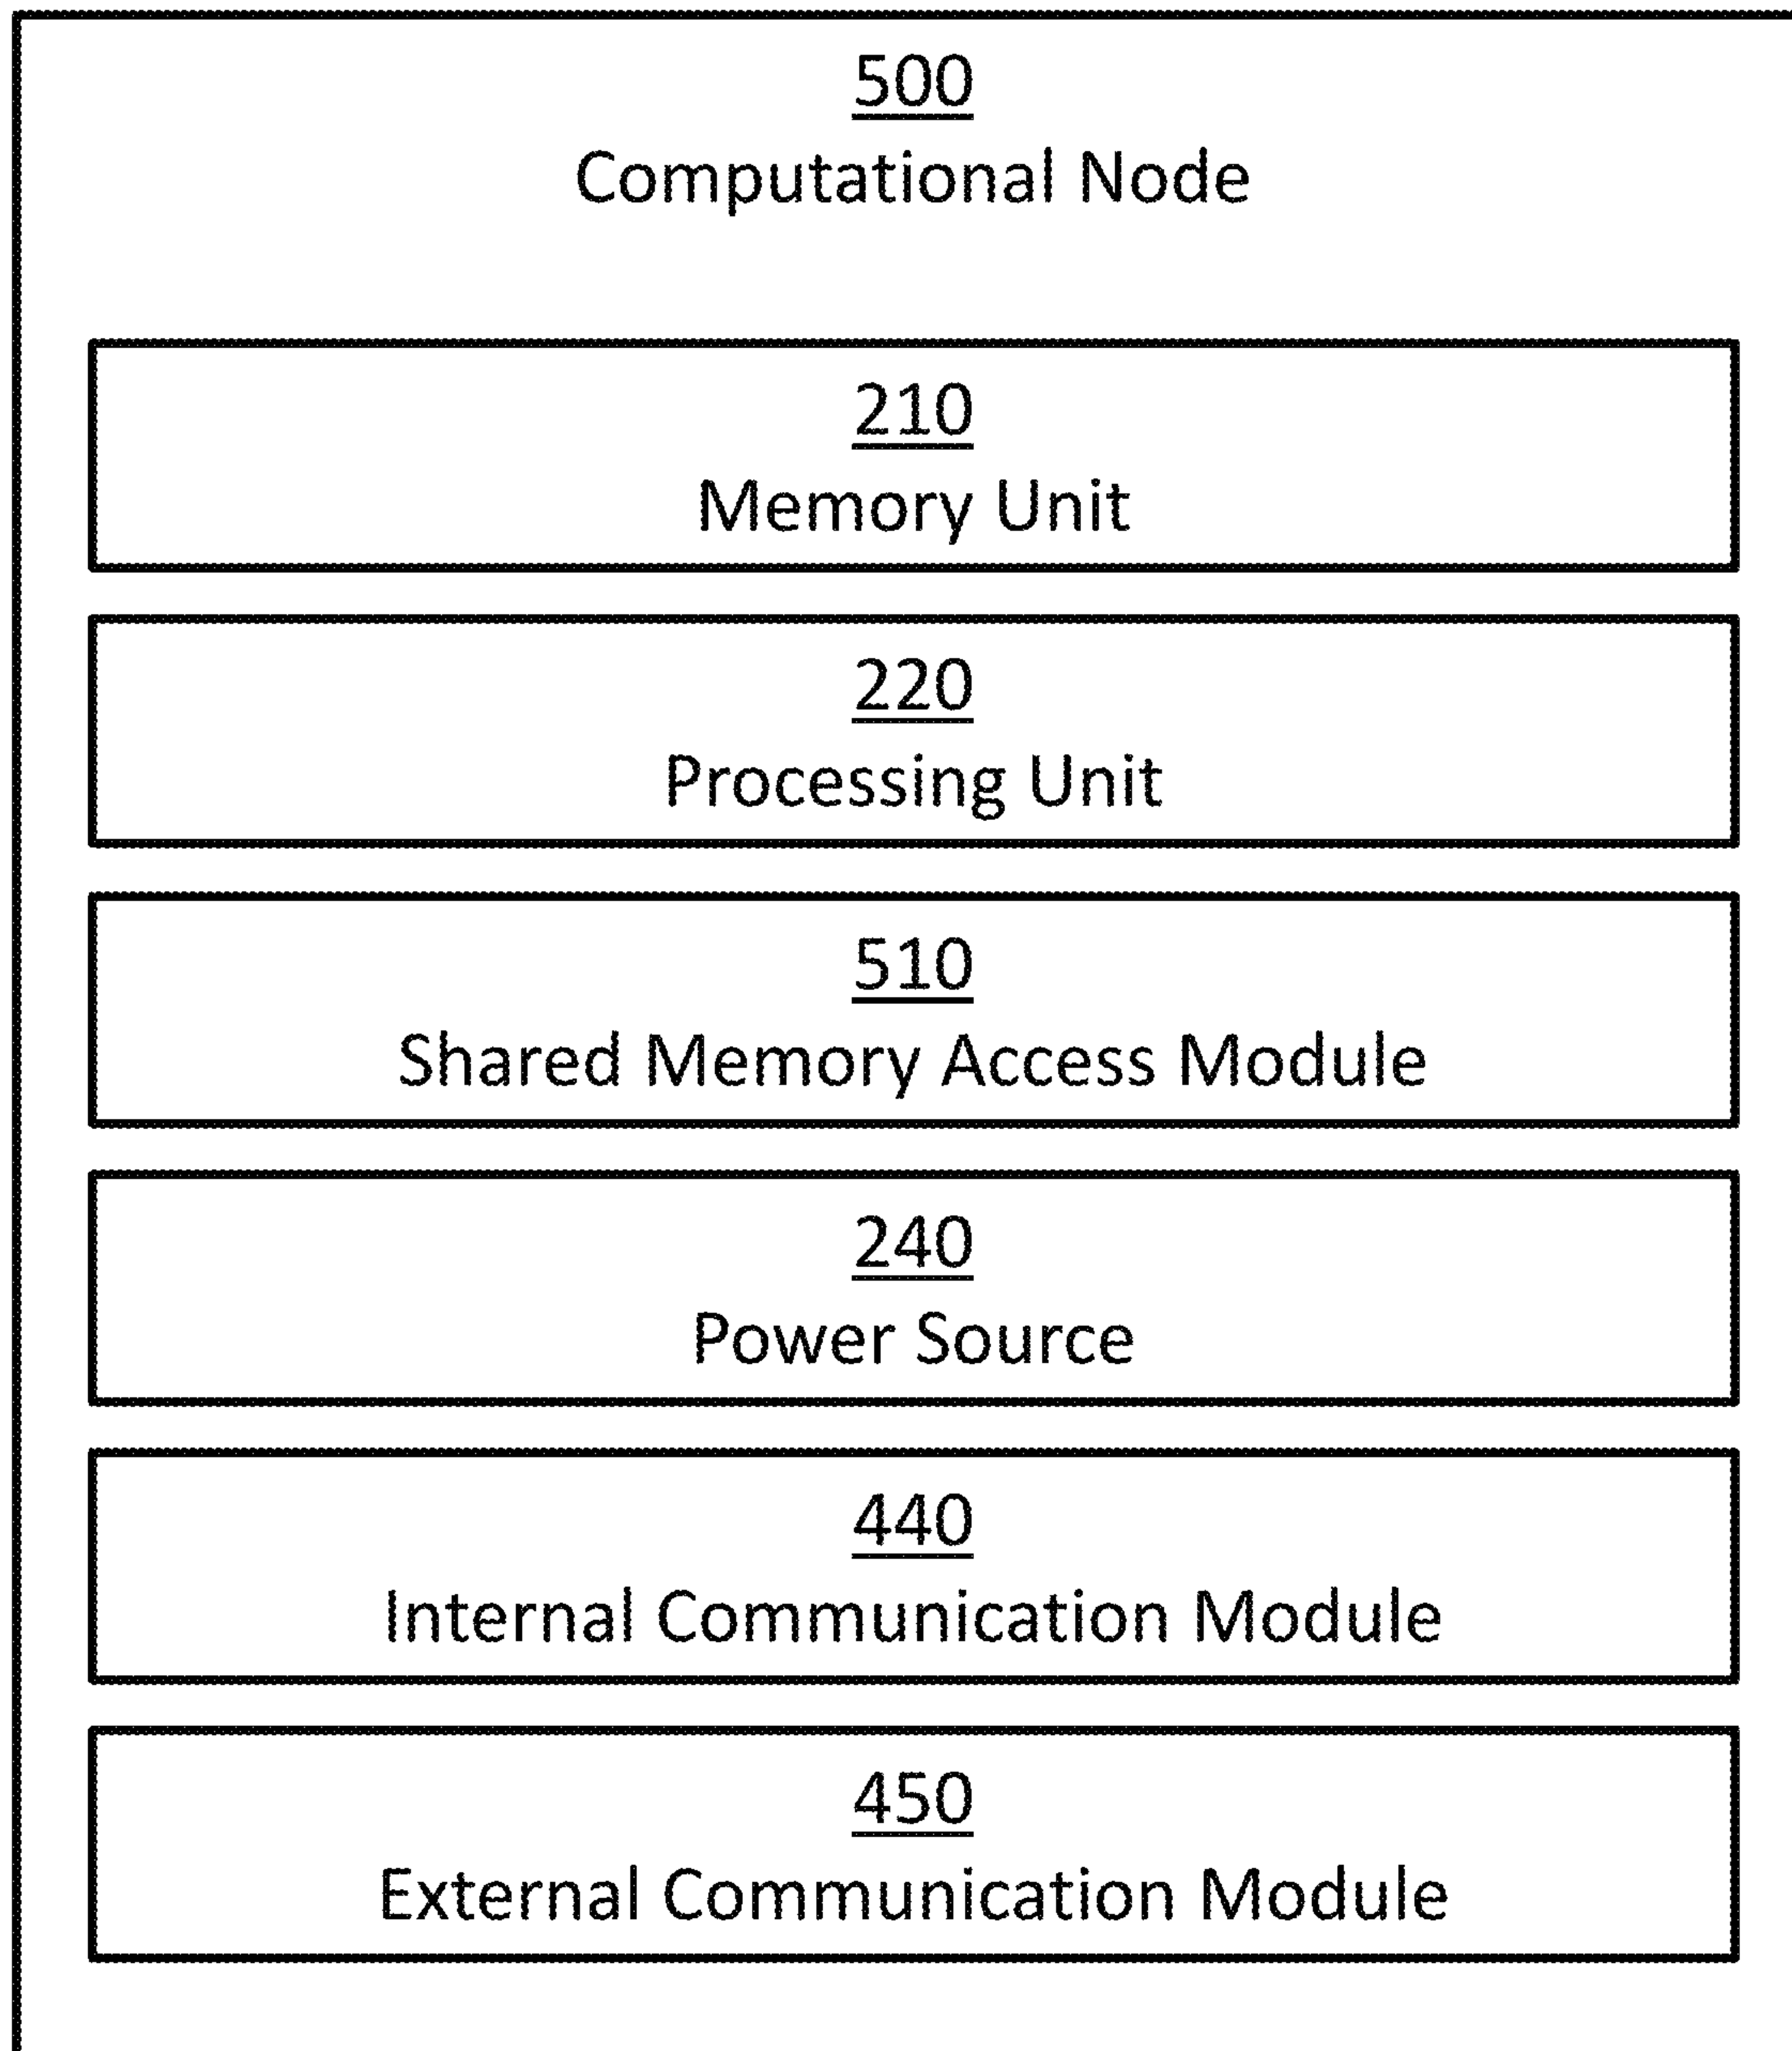 500
Computational Node
210
Memory Unit
220
Processing Unit
510
Shared Memory Access Module
240
Power Source
440
Internal Communication Module
450
External Communication Module